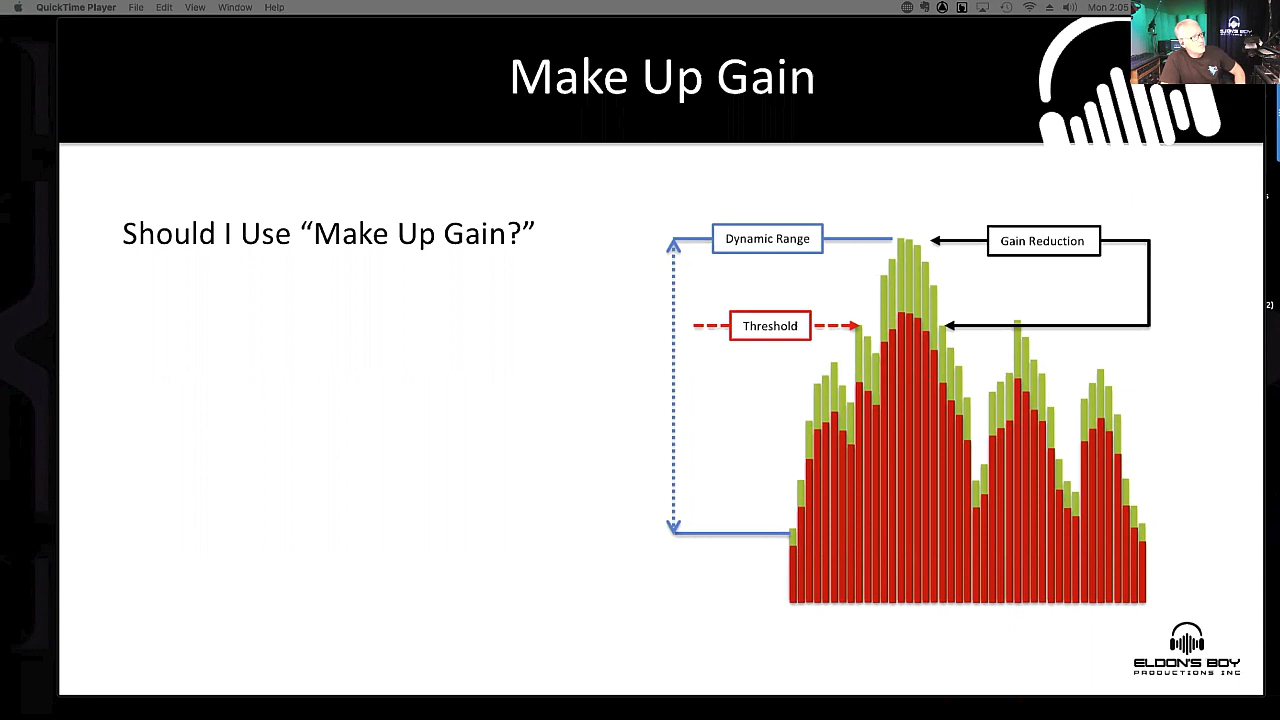 QuickTime Player File Edit View Window Help Mon 2:05
Make Up Gain
Should I Use “Make Up Gain?”
Dynamic Range
Gain Reduction
Threshold
2)
ELDON'S BOY
PRODUCTIONS INC